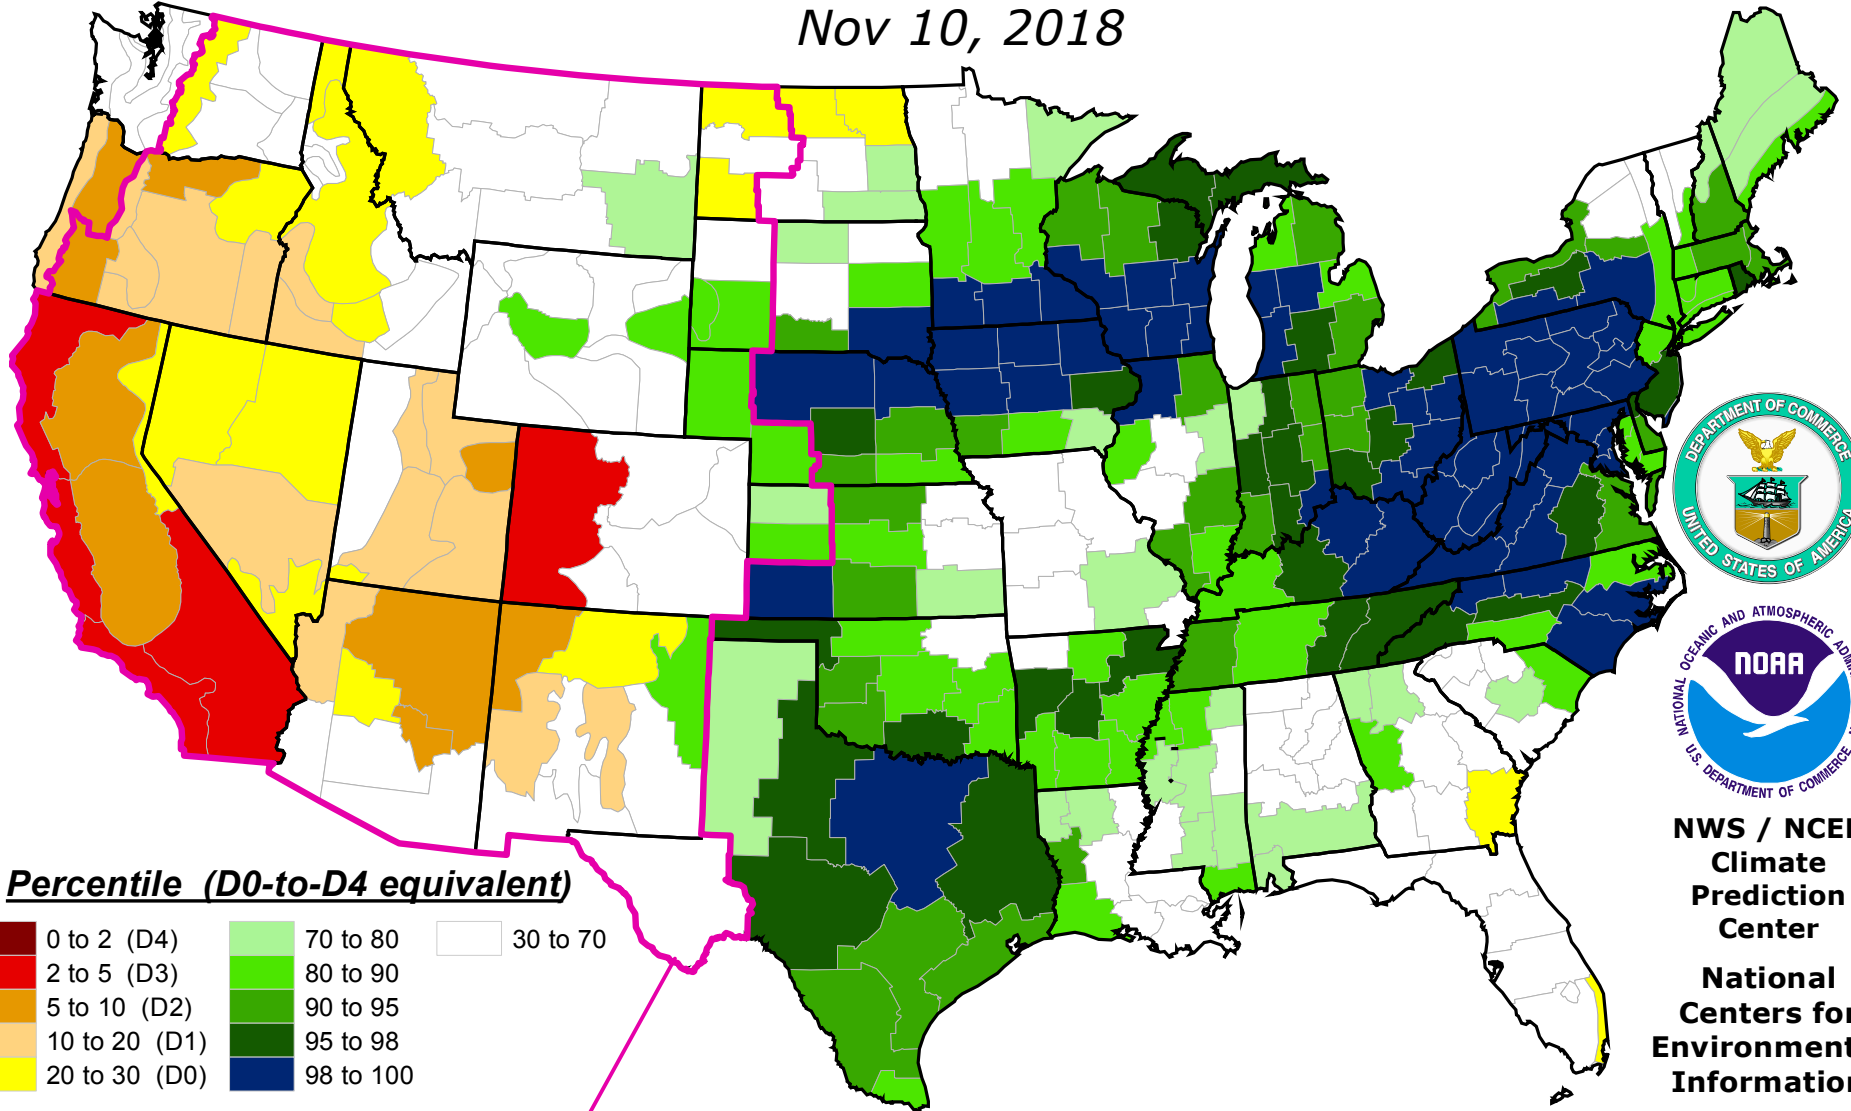 Nov 10, 2018
DEPARTMENT OF COMMERCE
UNITED STATES OF AMERICA
NATIONAL OCEANIC AND ATMOSPHERIC ADMI
NOAA
U.S. DEPARTMENT OF COMMERCE
NWS / NCEI
Climate
Prediction
Center
National
Centers for
Environment
Information
Percentile (D0-to-D4 equivalent)
0 to 2 (D4)
2 to 5 (D3)
5 to 10 (D2)
10 to 20 (D1)
20 to 30 (D0)
70 to 80
80 to 90
90 to 95
95 to 98
98 to 100
30 to 70